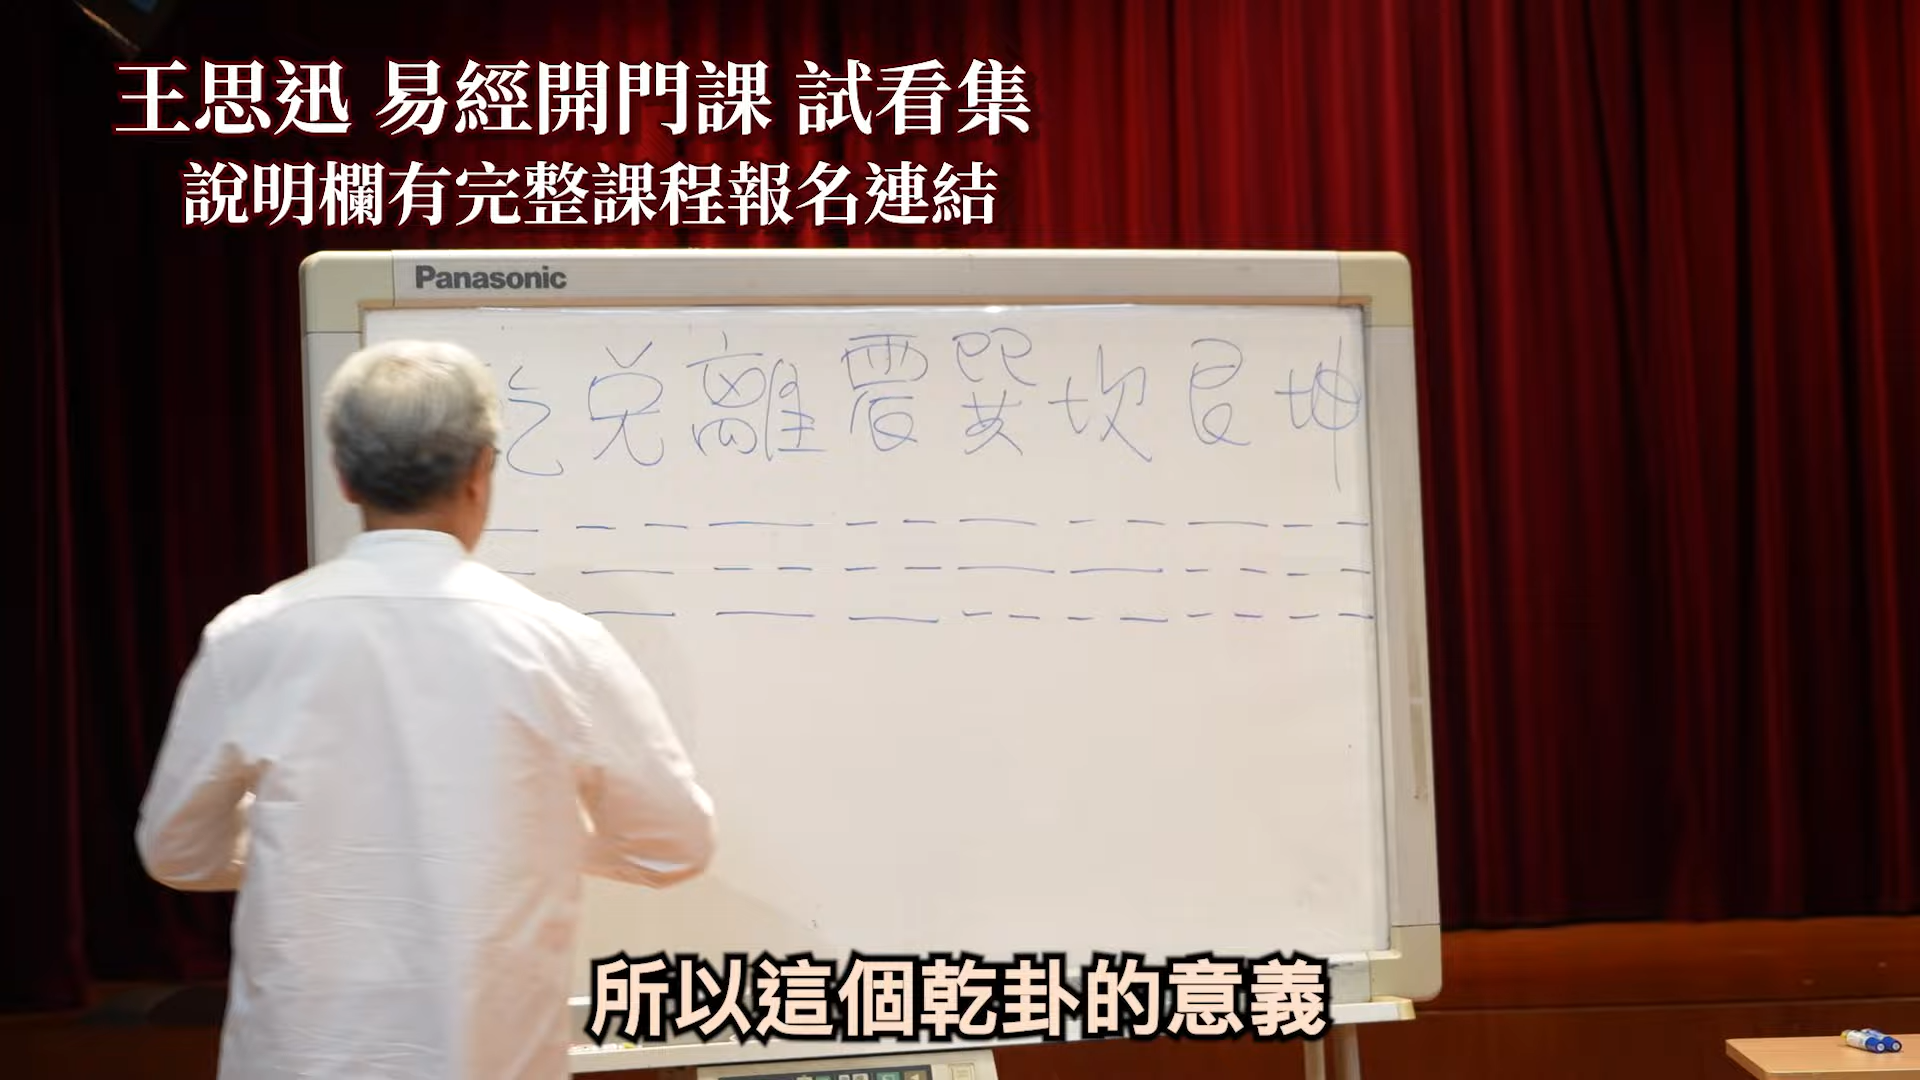 王思迅 易經開門課 試看集
說明欄有完整課程報名連結
Panasonic
兌離震巽坎艮坤
所以這個乾卦的意義